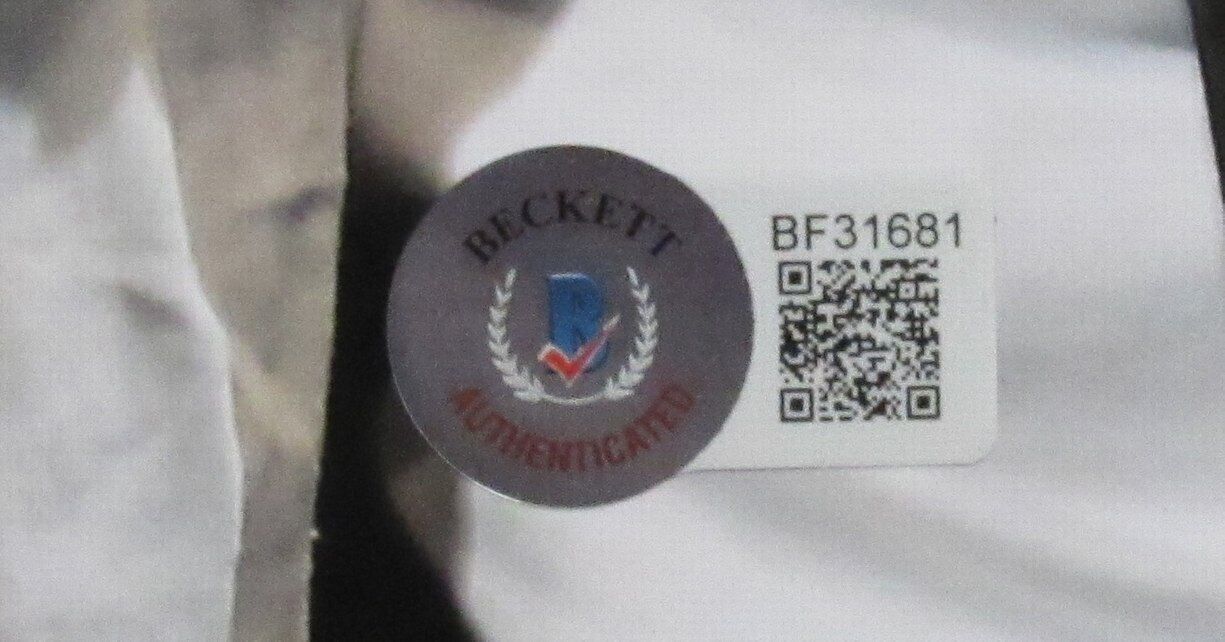 BECKETT
B
AUTHENTICATED
BF31681